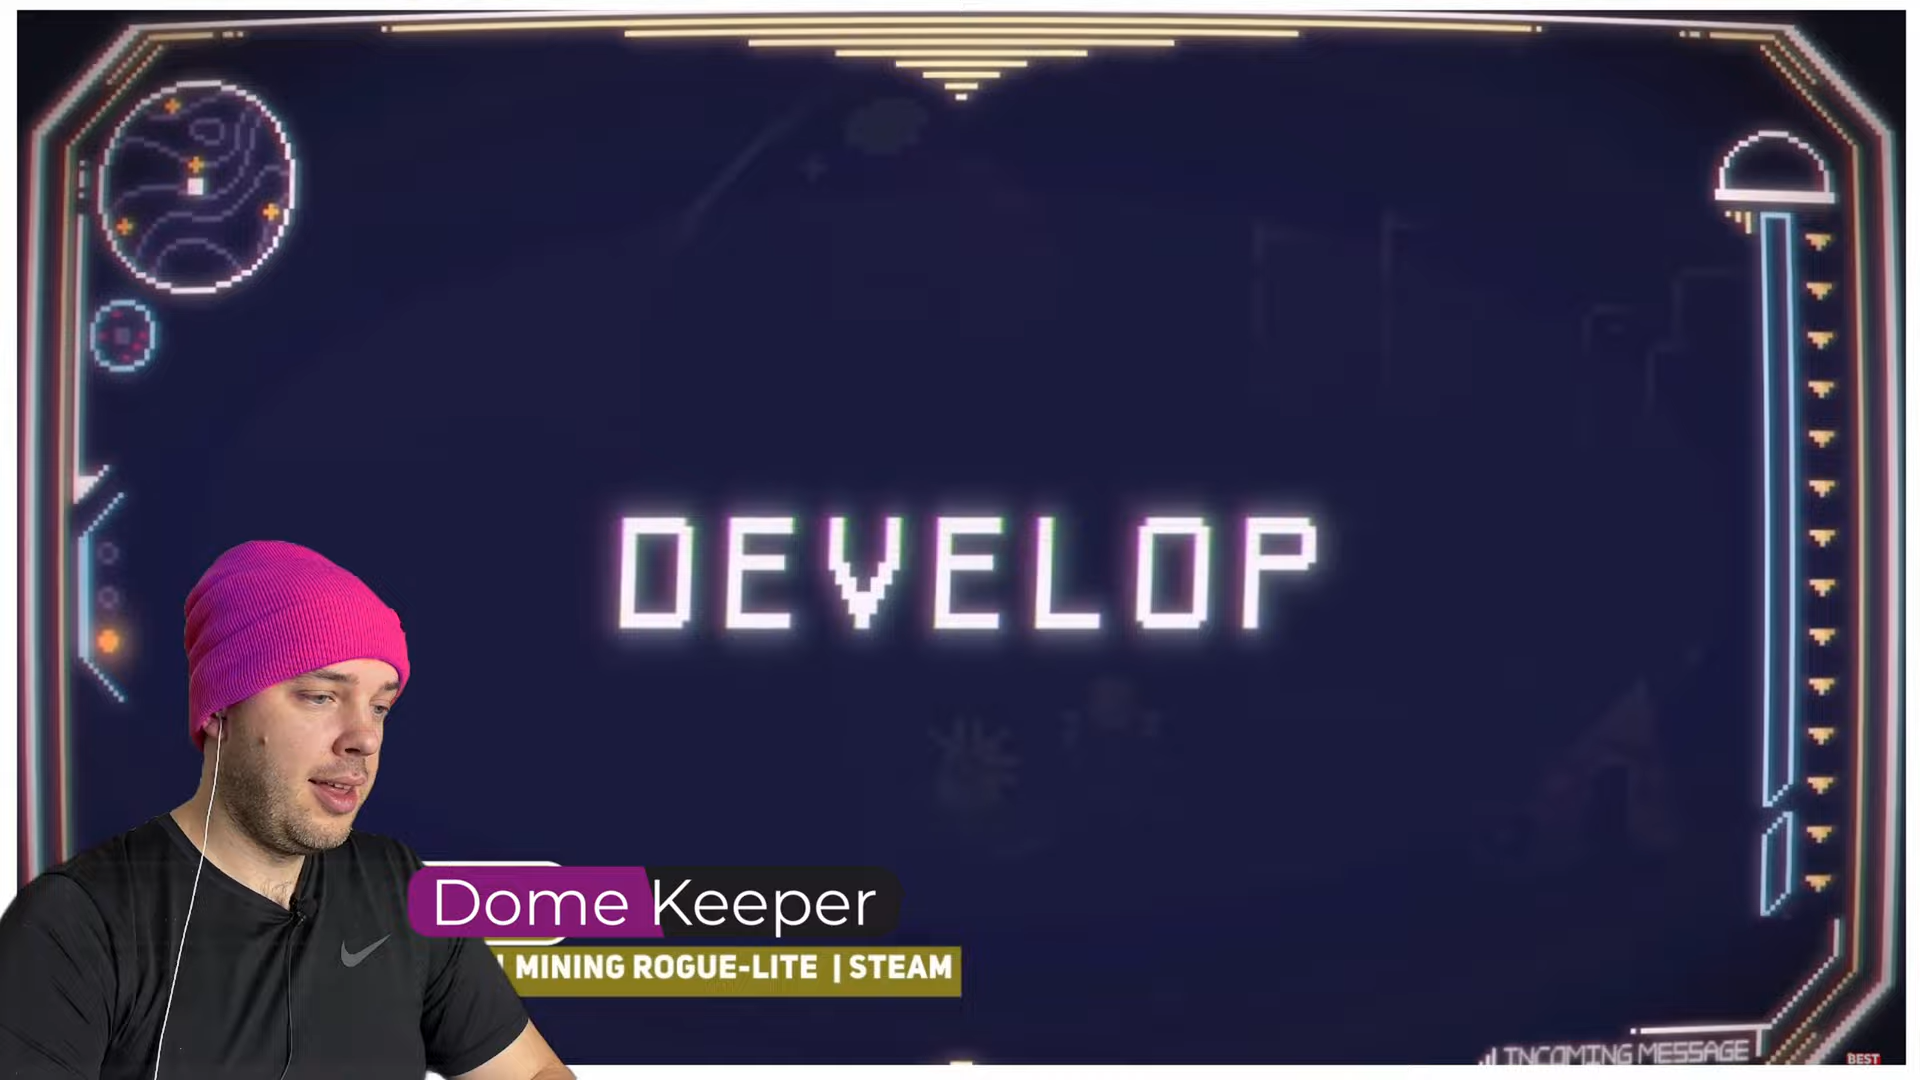 DEVELOP
Dome Keeper
| MINING ROGUE-LITE | STEAM
INCOMING MESSAGE
BEST